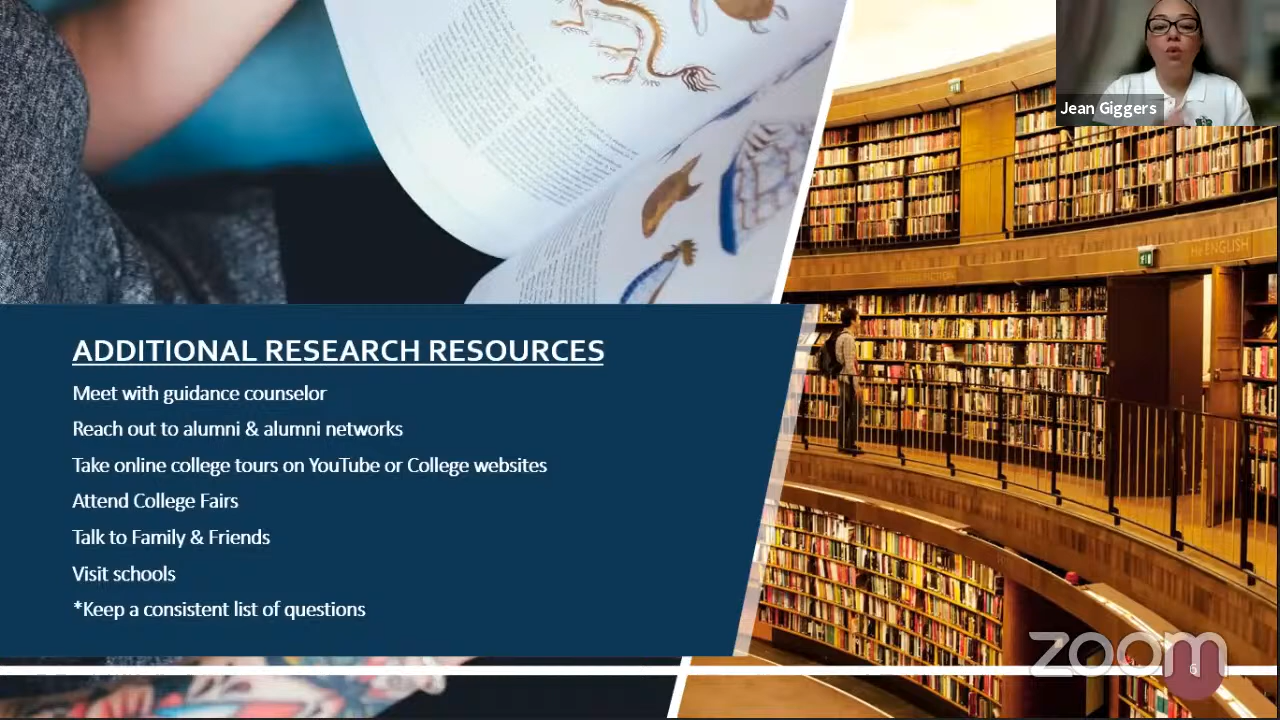 Jean Giggers
ADDITIONAL RESEARCH RESOURCES
Meet with guidance counselor
Reach out to alumni & alumni networks
Take online college tours on YouTube or College websites
Attend College Fairs
Talk to Family & Friends
Visit schools
*Keep a consistent list of questions
zoom
6